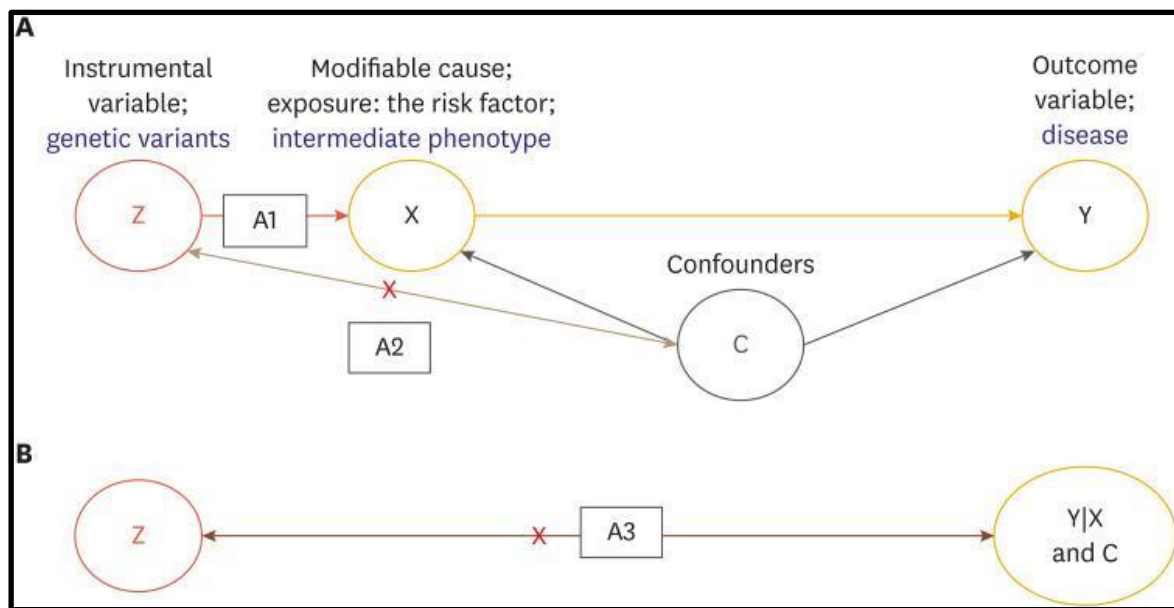 A
Instrumental
variable;
genetic variants
Modifiable cause;
exposure: the risk factor;
intermediate phenotype
Outcome
variable;
disease
Z
A1
X
Y
Confounders
X
A2
C
B
Z
X
A3
Y|X
and C